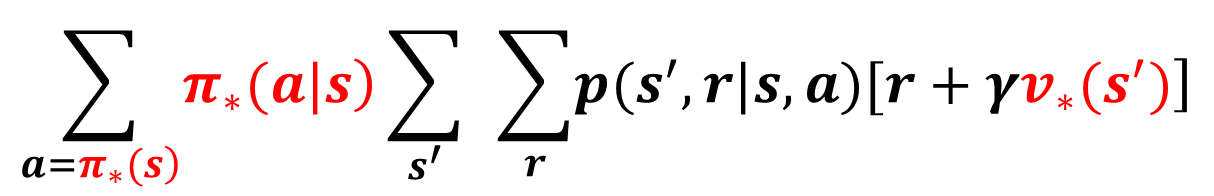 ∑ π∗(a|s) ∑ ∑ p(s′, r|s, a)[r + γv∗(s′)]
a=π∗(s) s′ r